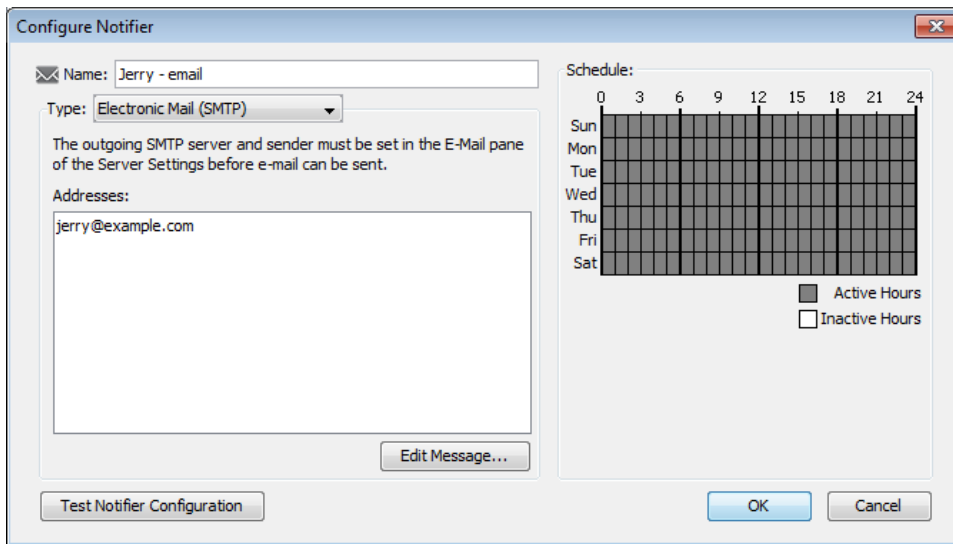 Configure Notifier
Name: Jerry - email
Type: Electronic Mail (SMTP)
The outgoing SMTP server and sender must be set in the E-Mail pane
of the Server Settings before e-mail can be sent.
Addresses:
jerry@example.com
Edit Message...
Test Notifier Configuration
Schedule:
0 3 6 9 12 15 18 21 24
Sun
Mon
Tue
Wed
Thu
Fri
Sat
Active Hours
Inactive Hours
OK
Cancel